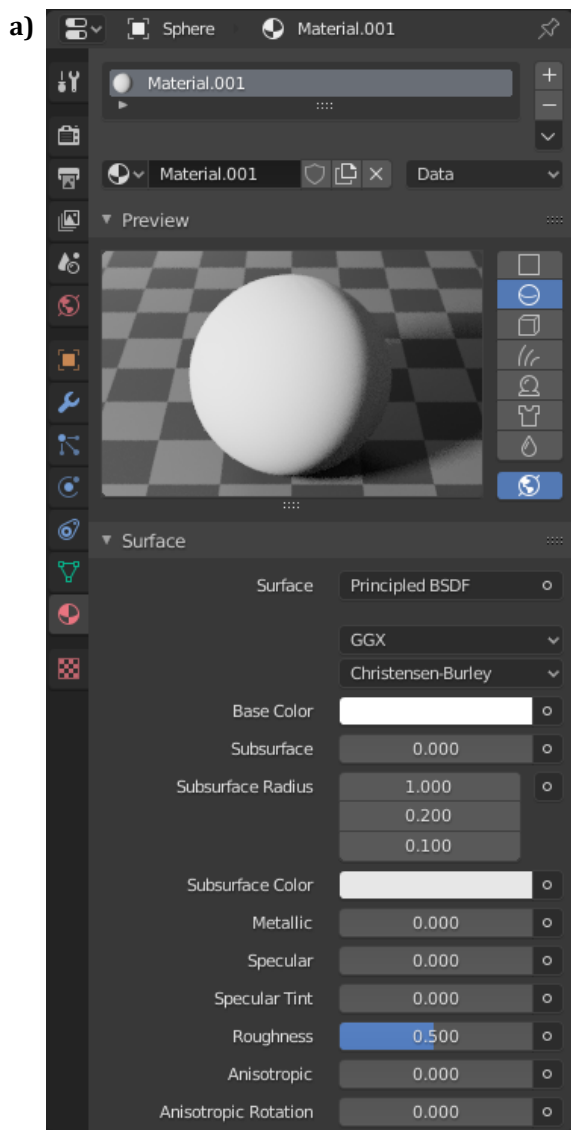 a)
Sphere Material.001
Material.001
Material.001 Data
Preview
Surface
Surface Principled BSDF
GGX
Christensen-Burley
Base Color
Subsurface 0.000
Subsurface Radius 1.000
0.200
0.100
Subsurface Color
Metallic 0.000
Specular 0.000
Specular Tint 0.000
Roughness 0.500
Anisotropic 0.000
Anisotropic Rotation 0.000